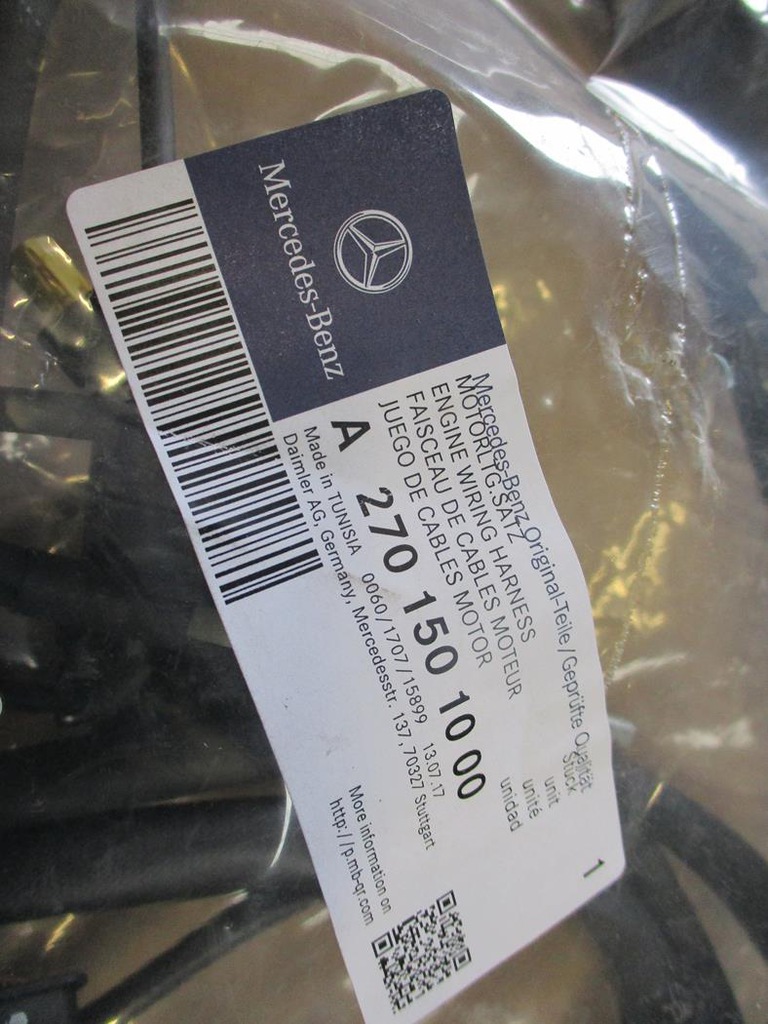 Mercedes-Benz
Mercedes-Benz Original-Teile/Geprüfte Qualität
MOTORLTG.SATZ
ENGINE WIRING HARNESS
FAISCEAU DE CABLES MOTEUR
JUEGO DE CABLES MOTOR
Stück
unit
unité
unidad
1
A 270 150 10 00
Made in TUNISIA 0060/1707/15899 13.07.17
Daimler AG, Germany, Mercedesstr. 137, 70327 Stuttgart
More information on
http://p.mb-qr.com